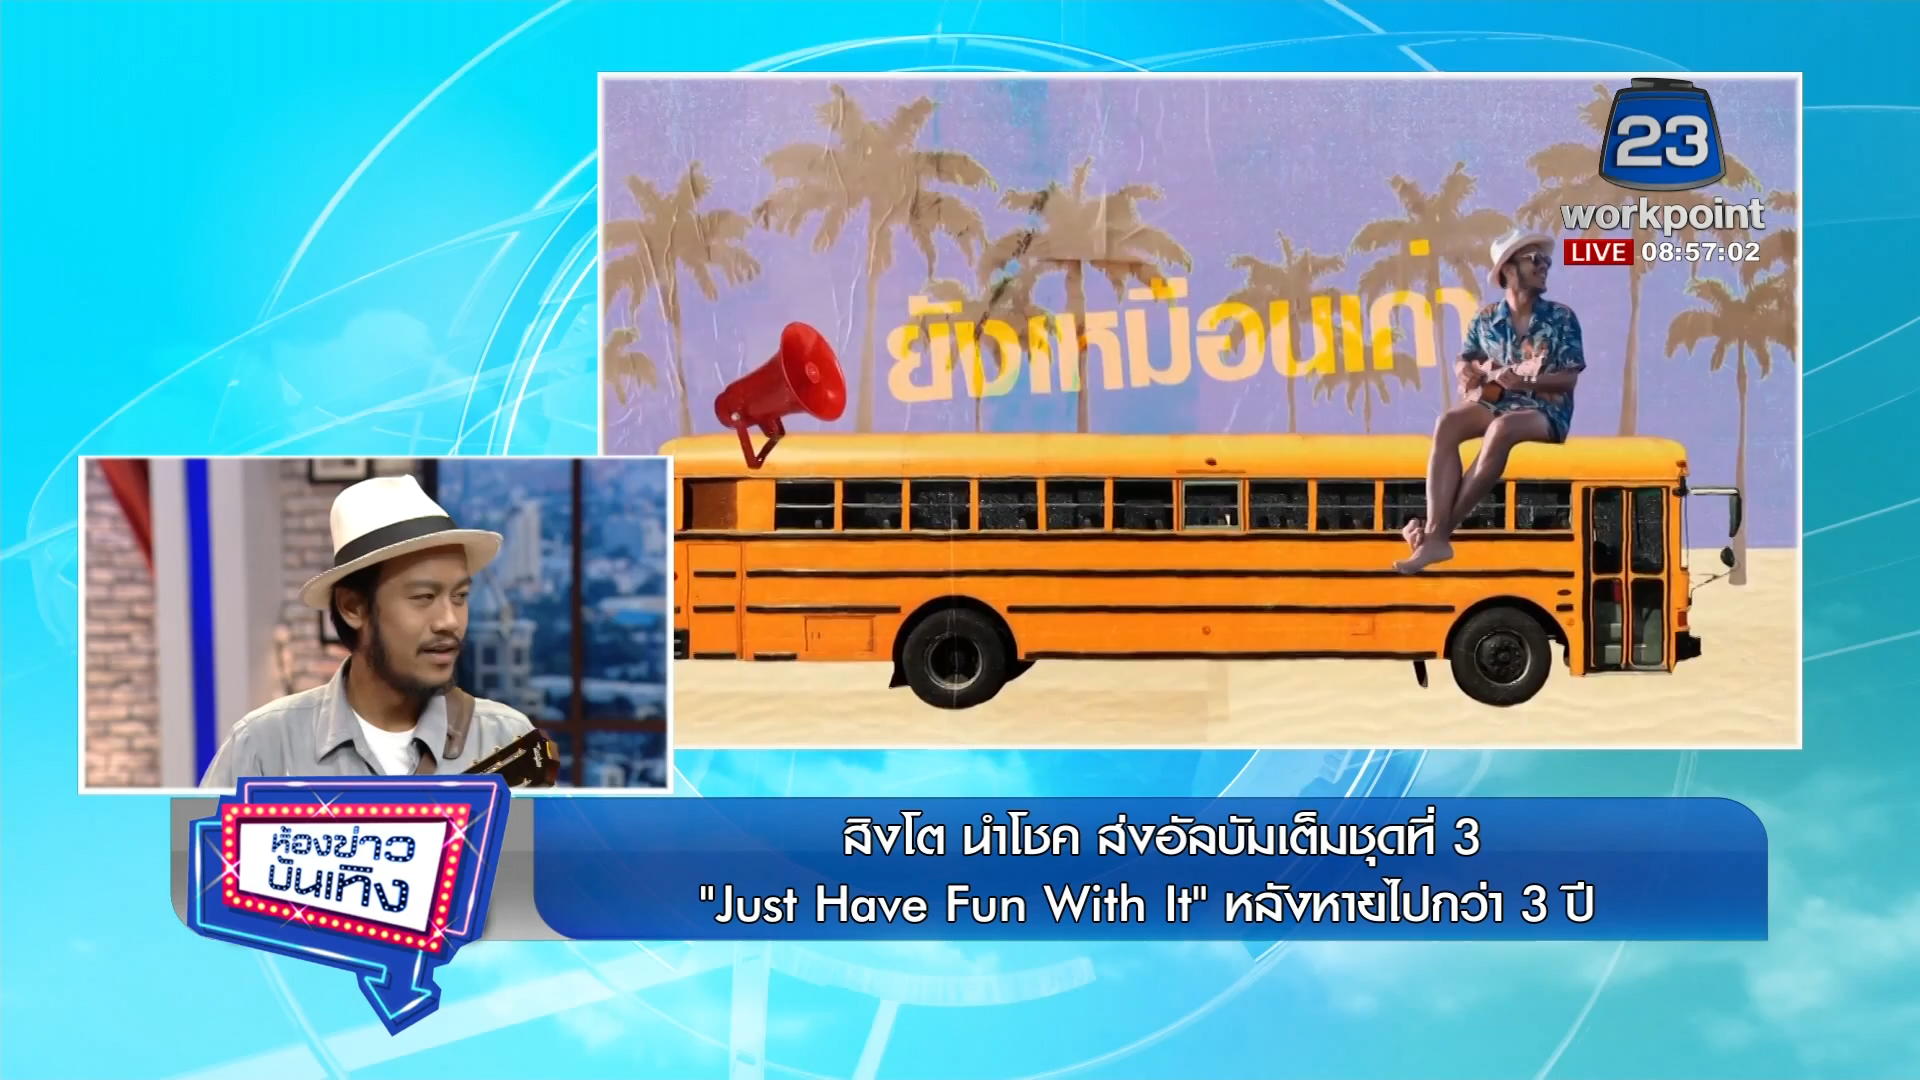 23
workpoint
LIVE 08:57:02
ยังเหมือนเก่า
ห้องข่าว
บันเทิง
สิงโต นำโชค ส่งอัลบัมเต็มชุดที่ 3
"Just Have Fun With It" หลังหายไปกว่า 3 ปี